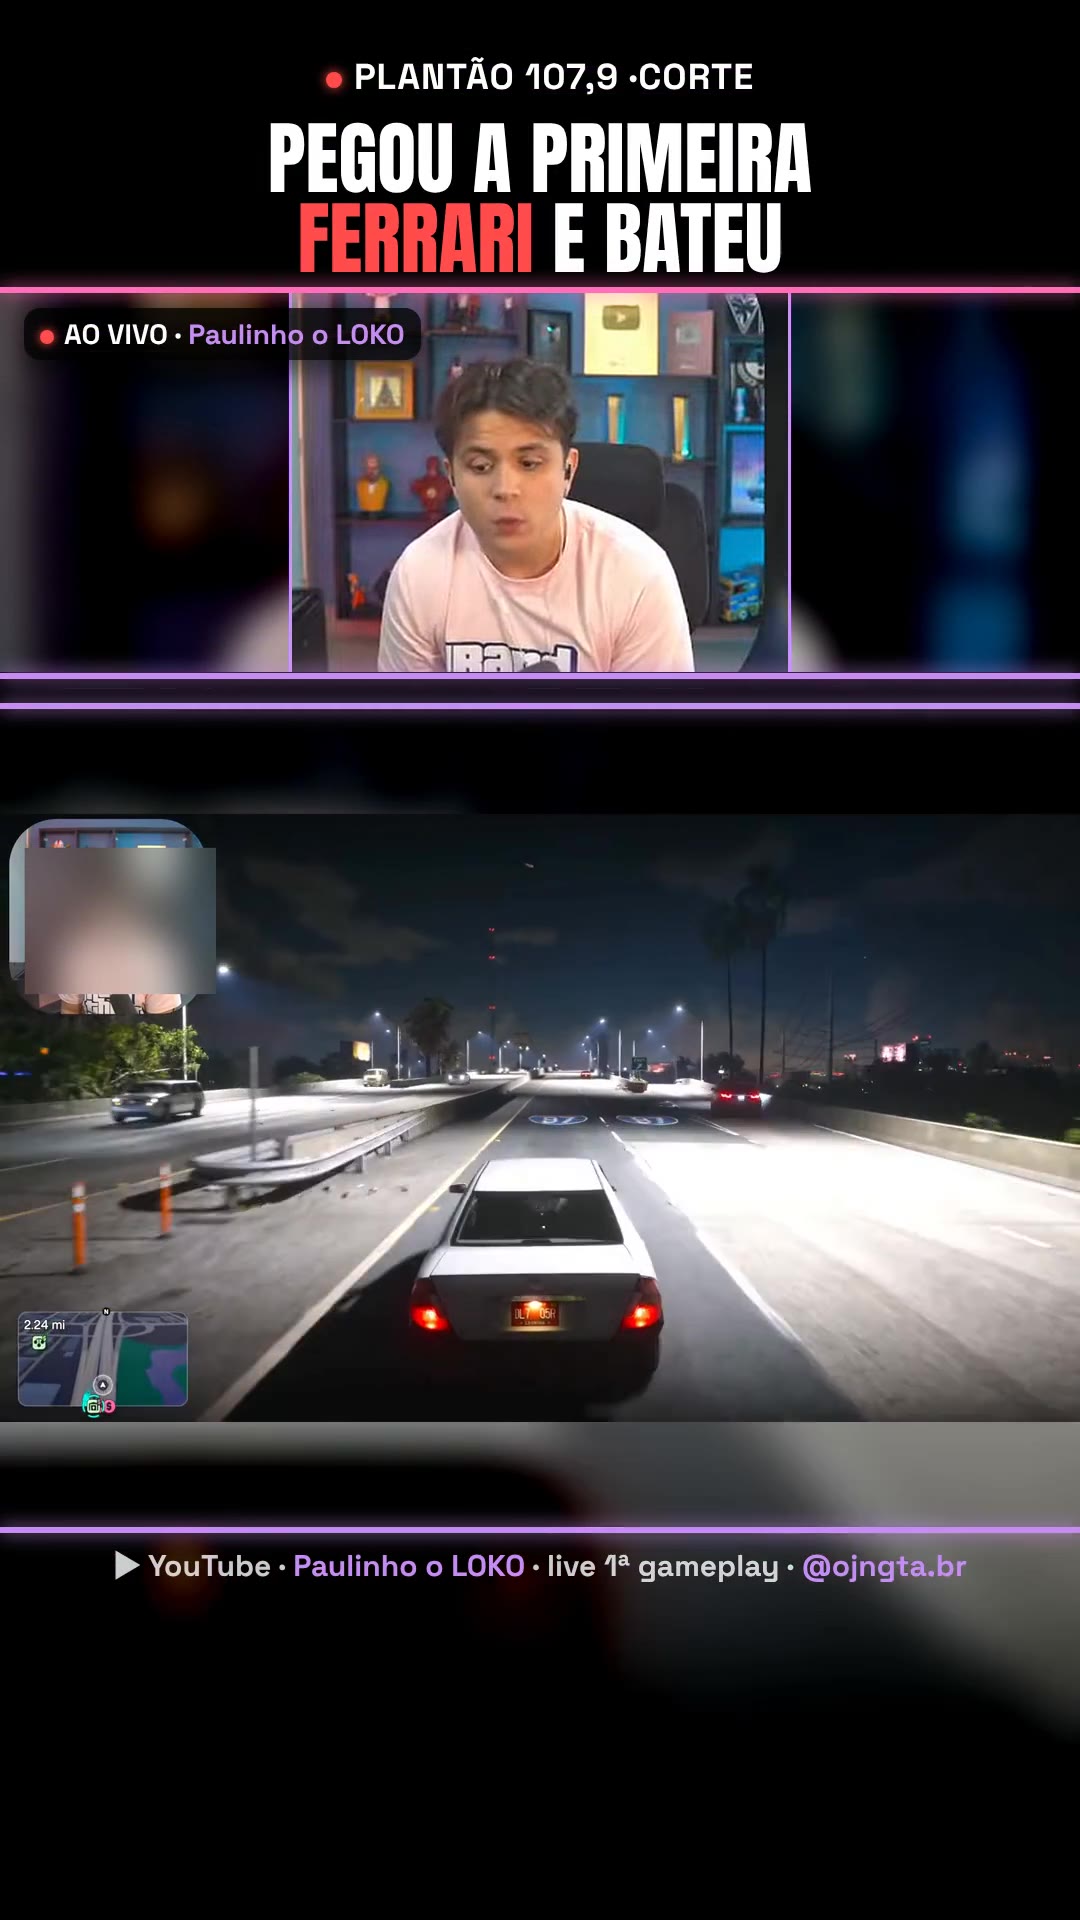 PLANTÃO 107,9 ·CORTE
PEGOU A PRIMEIRA
FERRARI E BATEU
AO VIVO · Paulinho o LOKO
2.24 mi
N
YouTube · Paulinho o LOKO · live 1ª gameplay · @ojngta.br